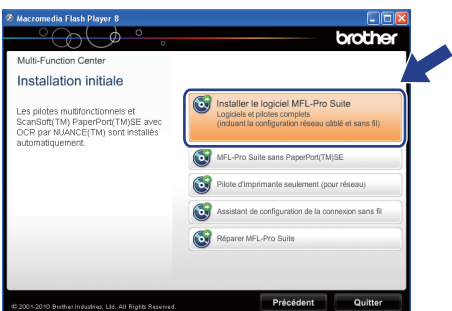 Macromedia Flash Player 8
brother
Multi-Function Center
Installation initiale
Les pilotes multifonctionnels et
ScanSoft(TM) PaperPort(TM)SE avec
OCR par NUANCE(TM) sont installés
automatiquement.
Installer le logiciel MFL-Pro Suite
Logiciels et pilotes complets
(incluant la configuration réseau câblé et sans fil)
MFL-Pro Suite sans PaperPort(TM)SE
Pilote d'imprimante seulement (pour réseau)
Assistant de configuration de la connexion sans fil
Réparer MFL-Pro Suite
© 2001-2010 Brother Industries, Ltd. All Rights Reserved.
Précédent
Quitter